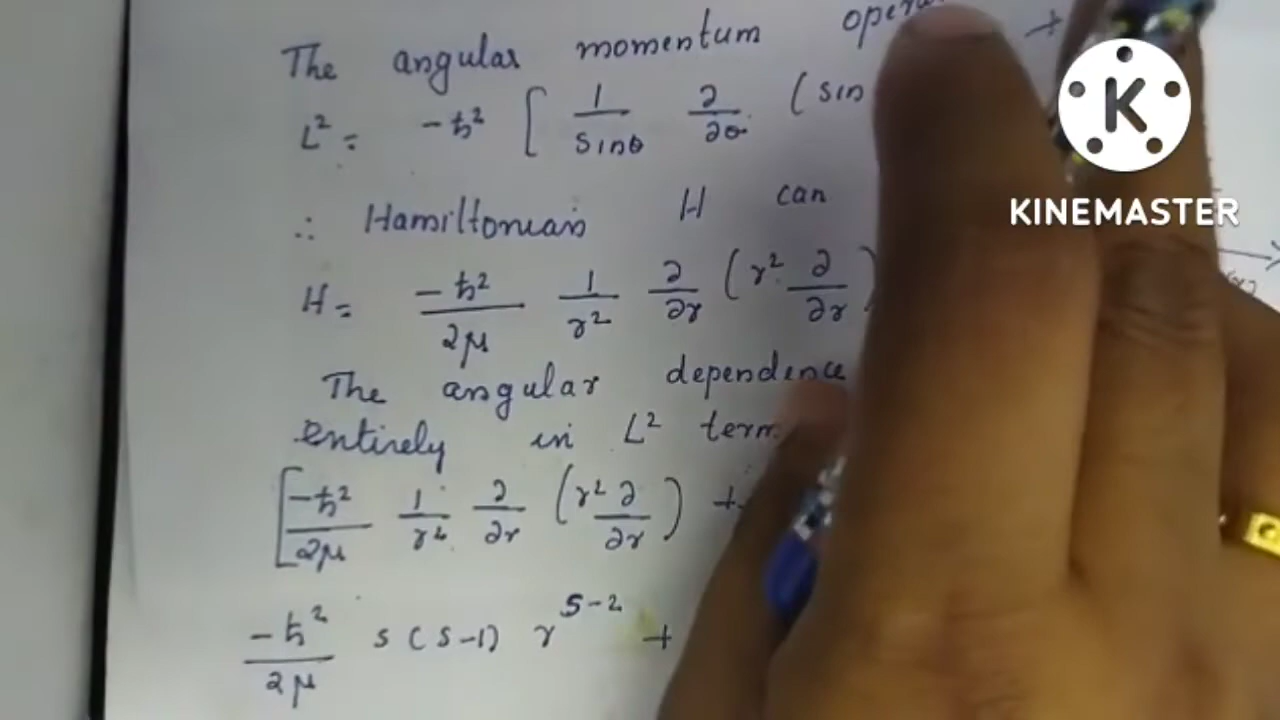 The angular momentum
L² = -ħ² [ 1/sinθ ∂/∂θ (sin
∴ Hamiltonian H can
H = -ħ²/2μ 1/r² ∂/∂r (r² ∂/∂r)
The angular dependence
entirely in L² term
[ -ħ²/2μ 1/r² ∂/∂r (r² ∂/∂r) +
-ħ²/2μ s(s-1) r^s-2 +
K
KINEMASTER